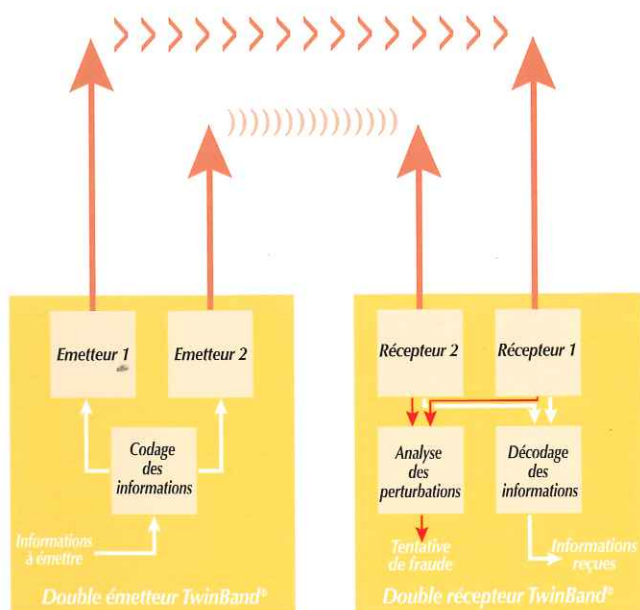 Emetteur 1
Emetteur 2
Codage
des
informations
Informations
à émettre
Double émetteur TwinBand®
Récepteur 2
Récepteur 1
Analyse
des
perturbations
Décodage
des
informations
Tentative
de fraude
Informations
reçues
Double récepteur TwinBand®